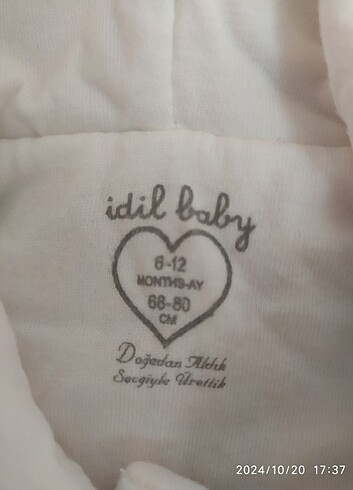 idil baby
6-12
MONTHS-AY
68-80
CM
Doğadan Aldık
Sevgiyle Ürettik
2024/10/20 17:37